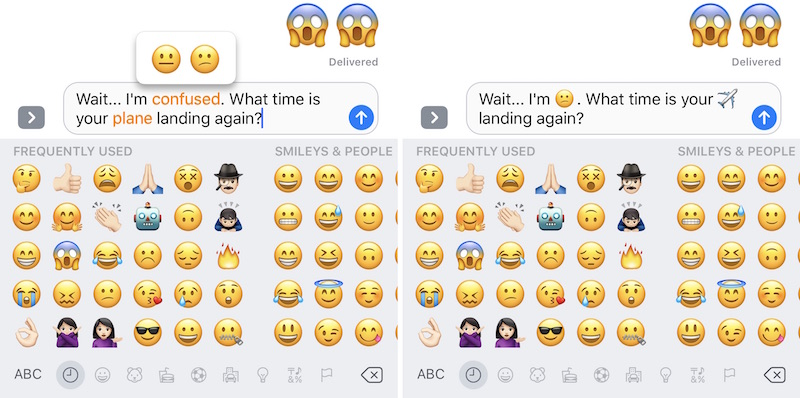 Delivered
Wait... I'm confused. What time is
your plane landing again?
FREQUENTLY USED
SMILEYS & PEOPLE
ABC
Delivered
Wait... I'm 😕. What time is your ✈️
landing again?
FREQUENTLY USED
SMILEYS & PEOPLE
ABC